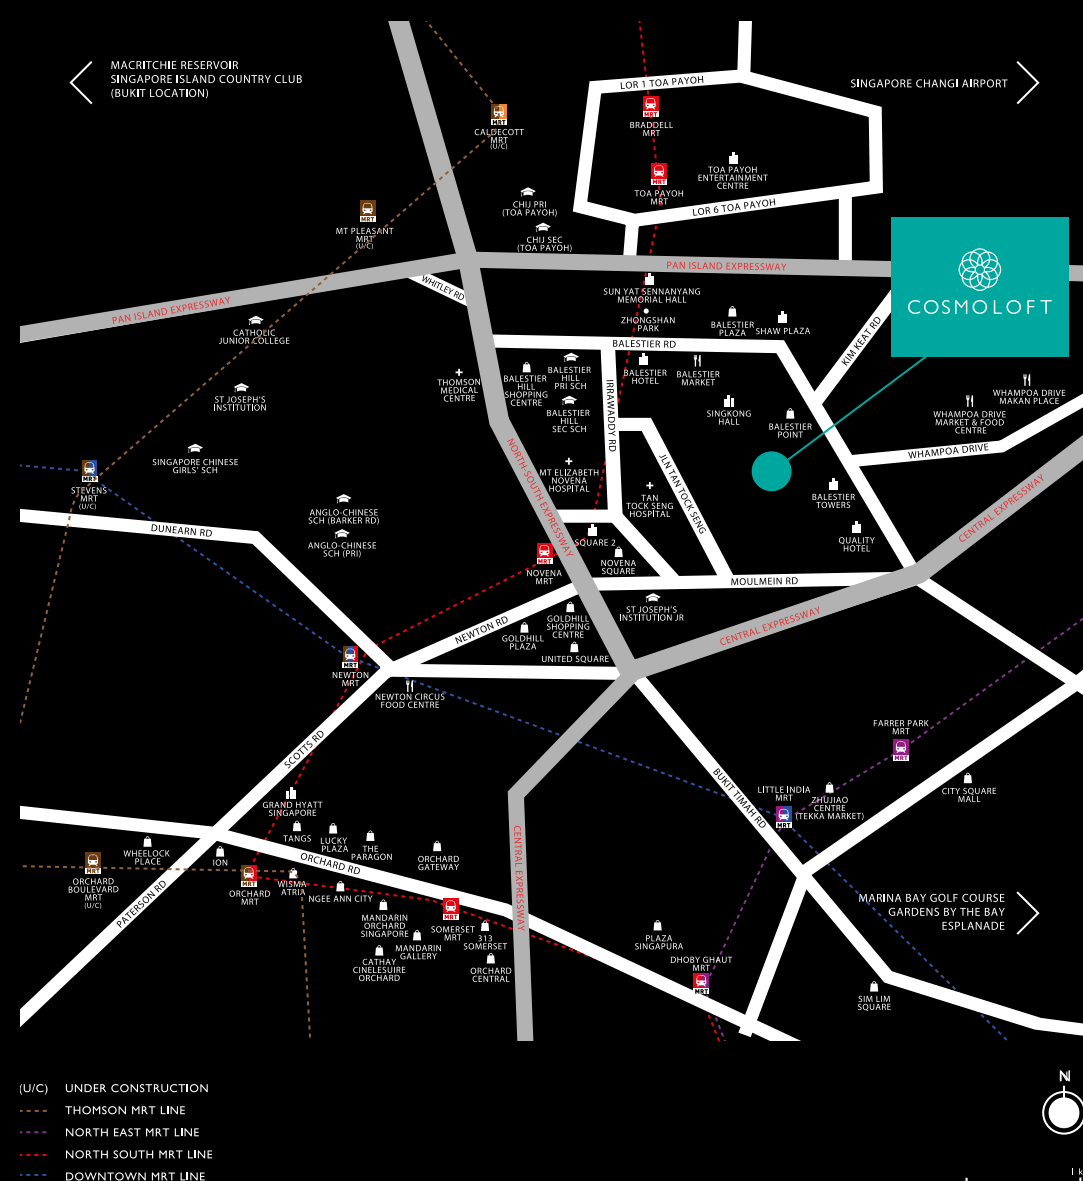 MACRITCHIE RESERVOIR
SINGAPORE ISLAND COUNTRY CLUB
(BUKIT LOCATION)
SINGAPORE CHANGI AIRPORT
LOR 1 TOA PAYOH
MRT
BRADDELL
MRT
MRT
CALDECOTT
MRT
(U/C)
TOA PAYOH
ENTERTAINMENT
CENTRE
MRT
TOA PAYOH
MRT
LOR 6 TOA PAYOH
CHIJ PRI
(TOA PAYOH)
CHIJ SEC
(TOA PAYOH)
MRT
MT PLEASANT
MRT
(U/C)
PAN ISLAND EXPRESSWAY
PAN ISLAND EXPRESSWAY
WHITLEY RD
COSMOLOFT
SUN YAT SENNANYANG
MEMORIAL HALL
ZHONGSHAN
PARK
BALESTIER
PLAZA
SHAW PLAZA
KIM KEAT RD
CATHOLIC
JUNIOR COLLEGE
BALESTIER RD
THOMSON
MEDICAL
CENTRE
BALESTIER
HILL
SHOPPING
CENTRE
BALESTIER
HILL
PRI SCH
BALESTIER
HILL
SEC SCH
BALESTIER
HOTEL
BALESTIER
MARKET
IRRAWADDY RD
SINGKONG
HALL
BALESTIER
POINT
WHAMPOA DRIVE
MAKAN PLACE
WHAMPOA DRIVE
MARKET & FOOD
CENTRE
WHAMPOA DRIVE
ST JOSEPH'S
INSTITUTION
SINGAPORE CHINESE
GIRLS' SCH
MRT
STEVENS
MRT
(U/C)
NORTH-SOUTH EXPRESSWAY
MT ELIZABETH
NOVENA
HOSPITAL
JLN TAN TOCK SENG
TAN
TOCK SENG
HOSPITAL
BALESTIER
TOWERS
QUALITY
HOTEL
CENTRAL EXPRESSWAY
ANGLO-CHINESE
SCH (BARKER RD)
ANGLO-CHINESE
SCH (PRI)
DUNEARN RD
SQUARE 2
NOVENA
SQUARE
MRT
NOVENA
MRT
MOULMEIN RD
ST JOSEPH'S
INSTITUTION JR
CENTRAL EXPRESSWAY
NEWTON RD
GOLDHILL
PLAZA
GOLDHILL
SHOPPING
CENTRE
UNITED SQUARE
MRT
NEWTON
MRT
NEWTON CIRCUS
FOOD CENTRE
SCOTTS RD
FARRER PARK
MRT
MRT
BUKIT TIMAH RD
LITTLE INDIA
MRT
MRT
ZHUJIAO
CENTRE
(TEKKA MARKET)
CITY SQUARE
MALL
GRAND HYATT
SINGAPORE
TANGS
LUCKY
PLAZA
THE
PARAGON
ORCHARD
GATEWAY
CENTRAL EXPRESSWAY
WHEELOCK
PLACE
ION
ORCHARD RD
MRT
ORCHARD
BOULEVARD
MRT
(U/C)
PATERSON RD
MRT
ORCHARD
MRT
WISMA
ATRIA
NGEE ANN CITY
MANDARIN
ORCHARD
SINGAPORE
MANDARIN
GALLERY
CATHAY
CINELESUIRE
ORCHARD
MRT
SOMERSET
MRT
313
SOMERSET
ORCHARD
CENTRAL
PLAZA
SINGAPURA
DHOBY GHAUT
MRT
MRT
SIM LIM
SQUARE
MARINA BAY GOLF COURSE
GARDENS BY THE BAY
ESPLANADE
(U/C) UNDER CONSTRUCTION
THOMSON MRT LINE
NORTH EAST MRT LINE
NORTH SOUTH MRT LINE
DOWNTOWN MRT LINE
N